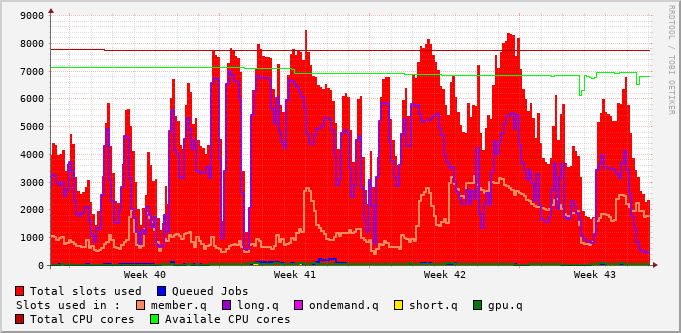 9000
8000
7000
6000
5000
4000
3000
2000
1000
0
Week 40 Week 41 Week 42 Week 43
RRDTOOL / TOBI OETIKER
Total slots used Queued Jobs
Slots used in : member.q long.q ondemand.q short.q gpu.q
Total CPU cores Availale CPU cores